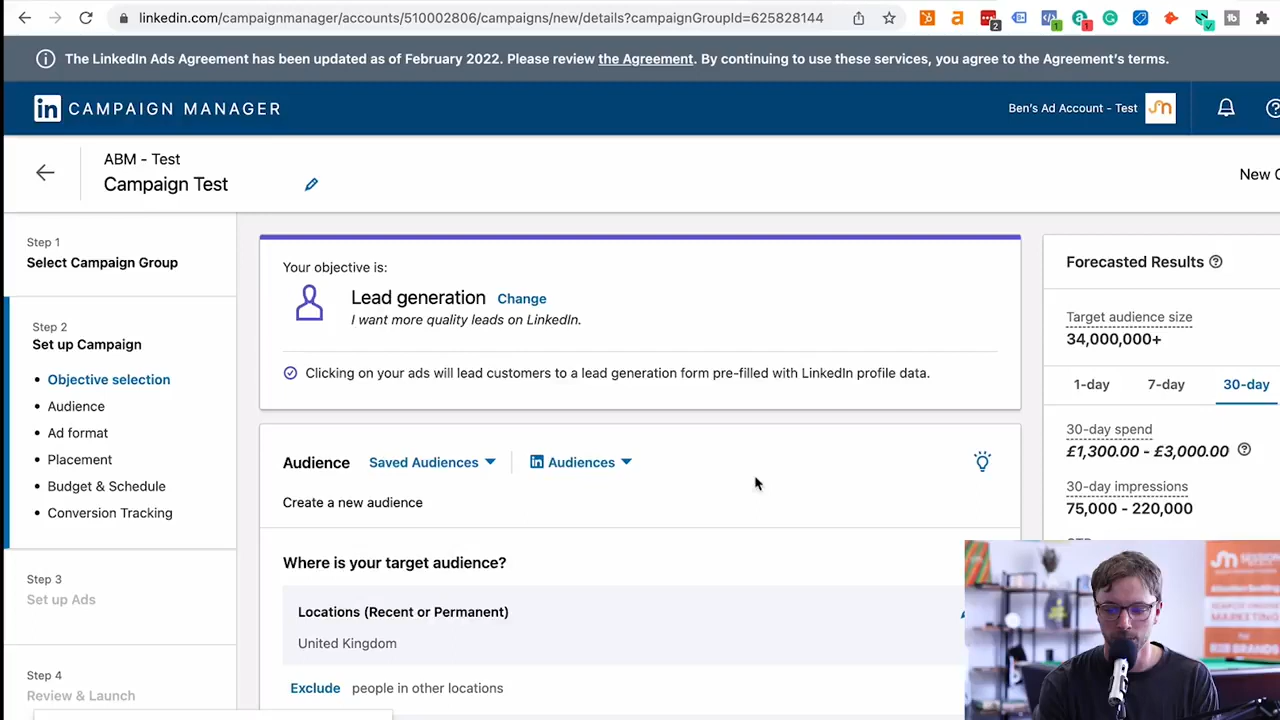 linkedin.com/campaignmanager/accounts/510002806/campaigns/new/details?campaignGroupId=625828144
The LinkedIn Ads Agreement has been updated as of February 2022. Please review the Agreement. By continuing to use these services, you agree to the Agreement's terms.
in CAMPAIGN MANAGER
Ben's Ad Account - Test
ABM - Test
Campaign Test
New
Step 1
Select Campaign Group
Step 2
Set up Campaign
Objective selection
Audience
Ad format
Placement
Budget & Schedule
Conversion Tracking
Step 3
Set up Ads
Step 4
Review & Launch
Your objective is:
Lead generation Change
I want more quality leads on LinkedIn.
Clicking on your ads will lead customers to a lead generation form pre-filled with LinkedIn profile data.
Audience Saved Audiences in Audiences
Create a new audience
Where is your target audience?
Locations (Recent or Permanent)
United Kingdom
Exclude people in other locations
Forecasted Results
Target audience size
34,000,000+
1-day 7-day 30-day
30-day spend
£1,300.00 - £3,000.00
30-day impressions
75,000 - 220,000
SESSION
MARKETING
FOR
B2B BRANDS